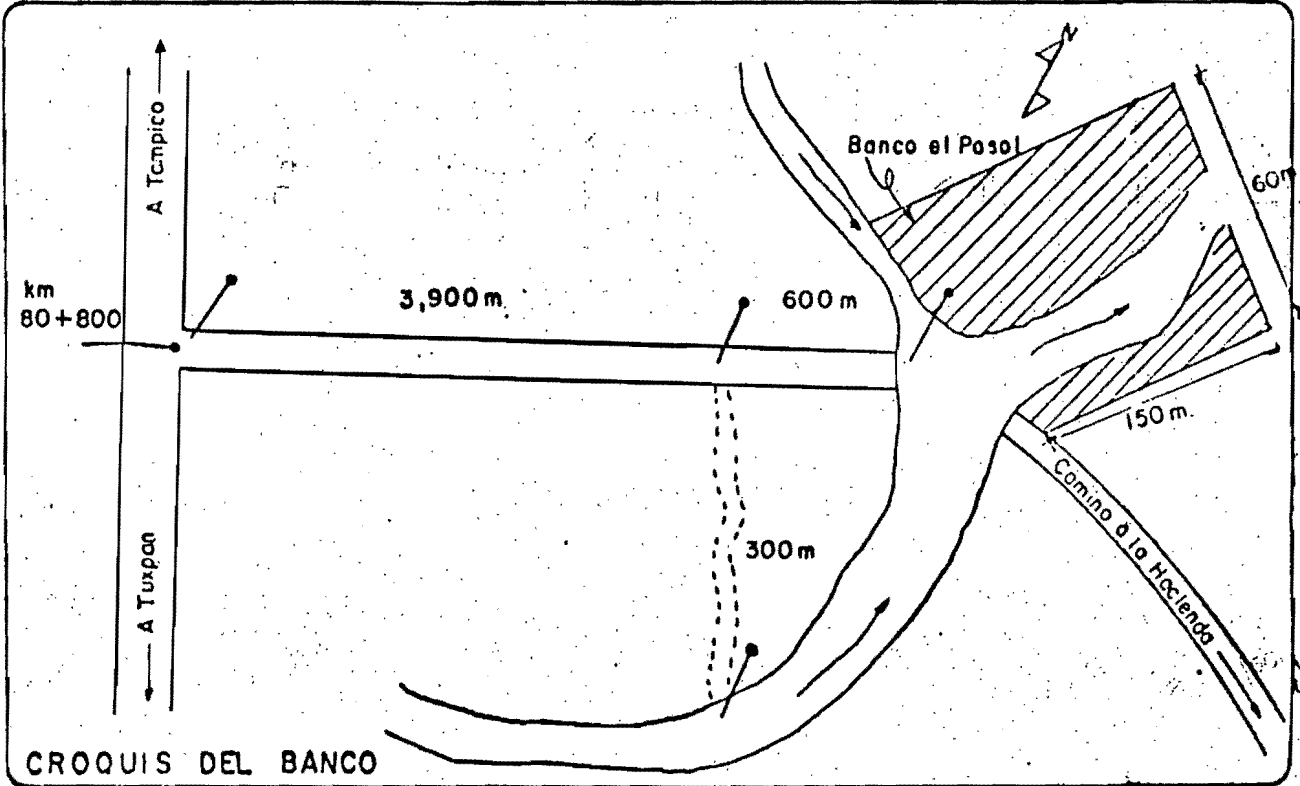 A Tampico
N
Banco el Pasol
60m
km
80+800
3,900 m.
600 m
150 m.
Camino a la Hacienda
300 m
A Tuxpan
CROQUIS DEL BANCO